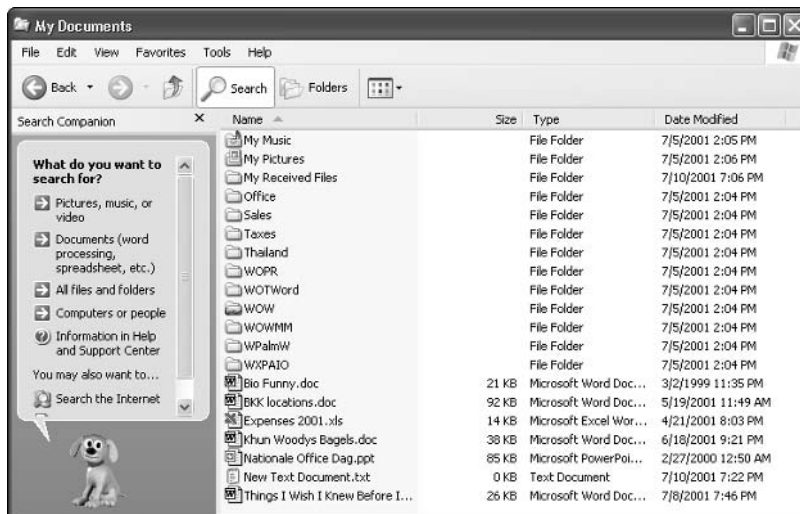 My Documents
File Edit View Favorites Tools Help
Back Search Folders
Search Companion
Name Size Type Date Modified
What do you want to search for?
Pictures, music, or
video
Documents (word
processing,
spreadsheet, etc.)
All files and folders
Computers or people
Information in Help
and Support Center
You may also want to...
Search the Internet
My Music File Folder 7/5/2001 2:05 PM
My Pictures File Folder 7/5/2001 2:06 PM
My Received Files File Folder 7/10/2001 7:06 PM
Office File Folder 7/5/2001 2:04 PM
Sales File Folder 7/5/2001 2:04 PM
Taxes File Folder 7/5/2001 2:04 PM
Thailand File Folder 7/5/2001 2:04 PM
WOPR File Folder 7/5/2001 2:04 PM
WOTWord File Folder 7/5/2001 2:04 PM
WOW File Folder 7/5/2001 2:04 PM
WOWMM File Folder 7/5/2001 2:04 PM
WPalmW File Folder 7/5/2001 2:04 PM
WXPAIO File Folder 7/5/2001 2:04 PM
Bio Funny.doc 21 KB Microsoft Word Doc... 3/2/1999 11:35 PM
BKK locations.doc 92 KB Microsoft Word Doc... 5/19/2001 11:49 AM
Expenses 2001.xls 14 KB Microsoft Excel Wor... 4/21/2001 8:03 PM
Khun Woodys Bagels.doc 38 KB Microsoft Word Doc... 6/18/2001 9:21 PM
Nationale Office Dag.ppt 85 KB Microsoft PowerPoi... 2/27/2000 12:50 AM
New Text Document.txt 0 KB Text Document 7/10/2001 7:22 PM
Things I Wish I Knew Before I... 26 KB Microsoft Word Doc... 7/8/2001 7:46 PM